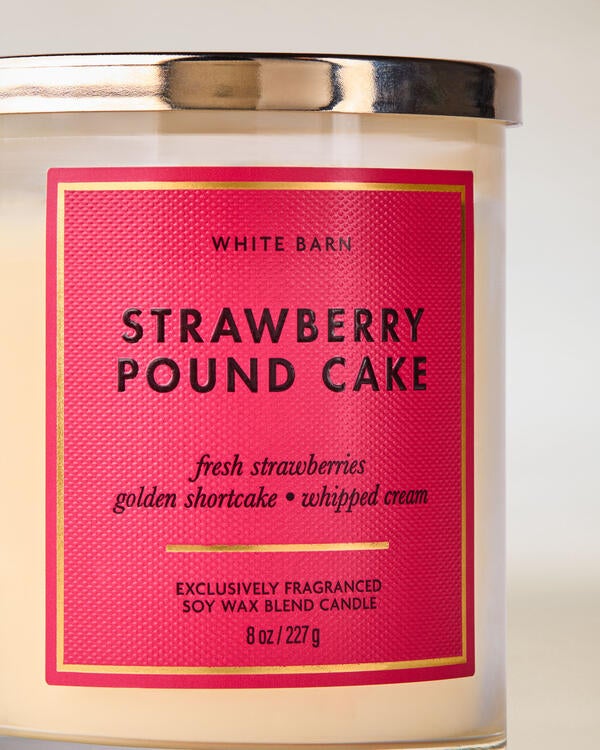 WHITE BARN
STRAWBERRY
POUND CAKE
fresh strawberries
golden shortcake • whipped cream
EXCLUSIVELY FRAGRANCED
SOY WAX BLEND CANDLE
8 oz / 227 g